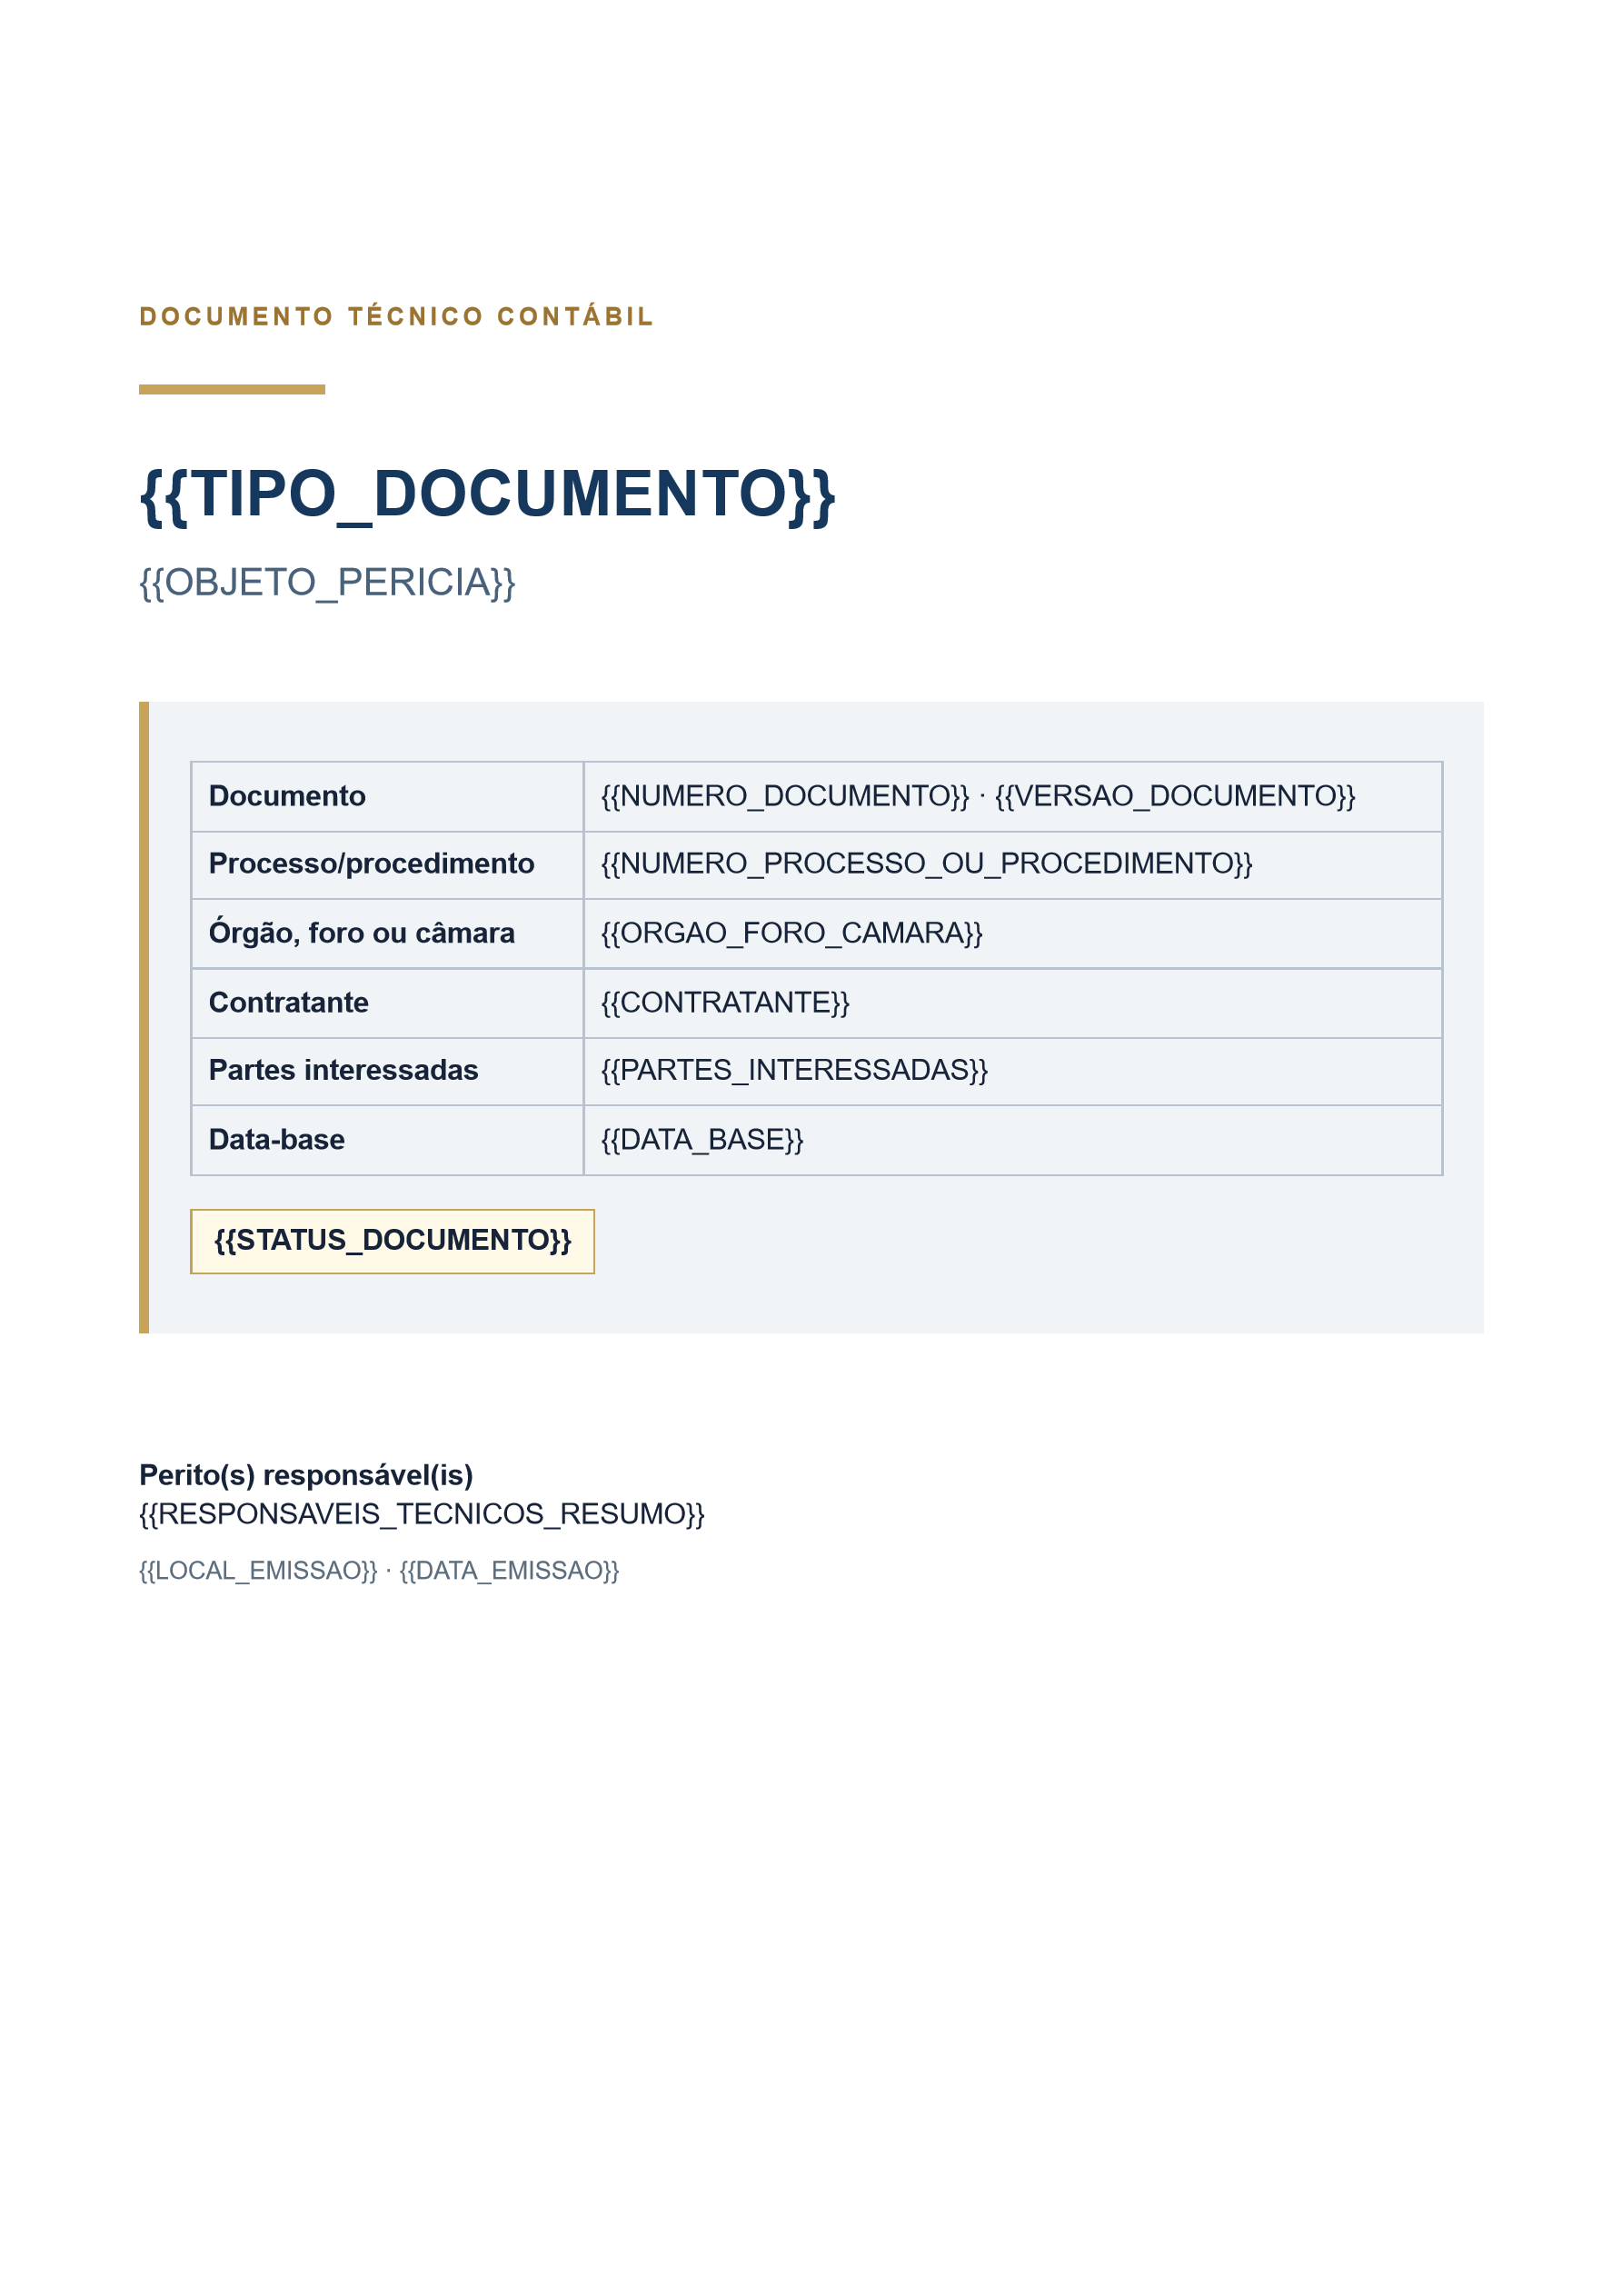 DOCUMENTO TÉCNICO CONTÁBIL
{{TIPO_DOCUMENTO}}
{{OBJETO_PERICIA}}
Documento {{NUMERO_DOCUMENTO}} · {{VERSAO_DOCUMENTO}}
Processo/procedimento {{NUMERO_PROCESSO_OU_PROCEDIMENTO}}
Órgão, foro ou câmara {{ORGAO_FORO_CAMARA}}
Contratante {{CONTRATANTE}}
Partes interessadas {{PARTES_INTERESSADAS}}
Data-base {{DATA_BASE}}
{{STATUS_DOCUMENTO}}
Perito(s) responsável(is)
{{RESPONSAVEIS_TECNICOS_RESUMO}}
{{LOCAL_EMISSAO}} · {{DATA_EMISSAO}}